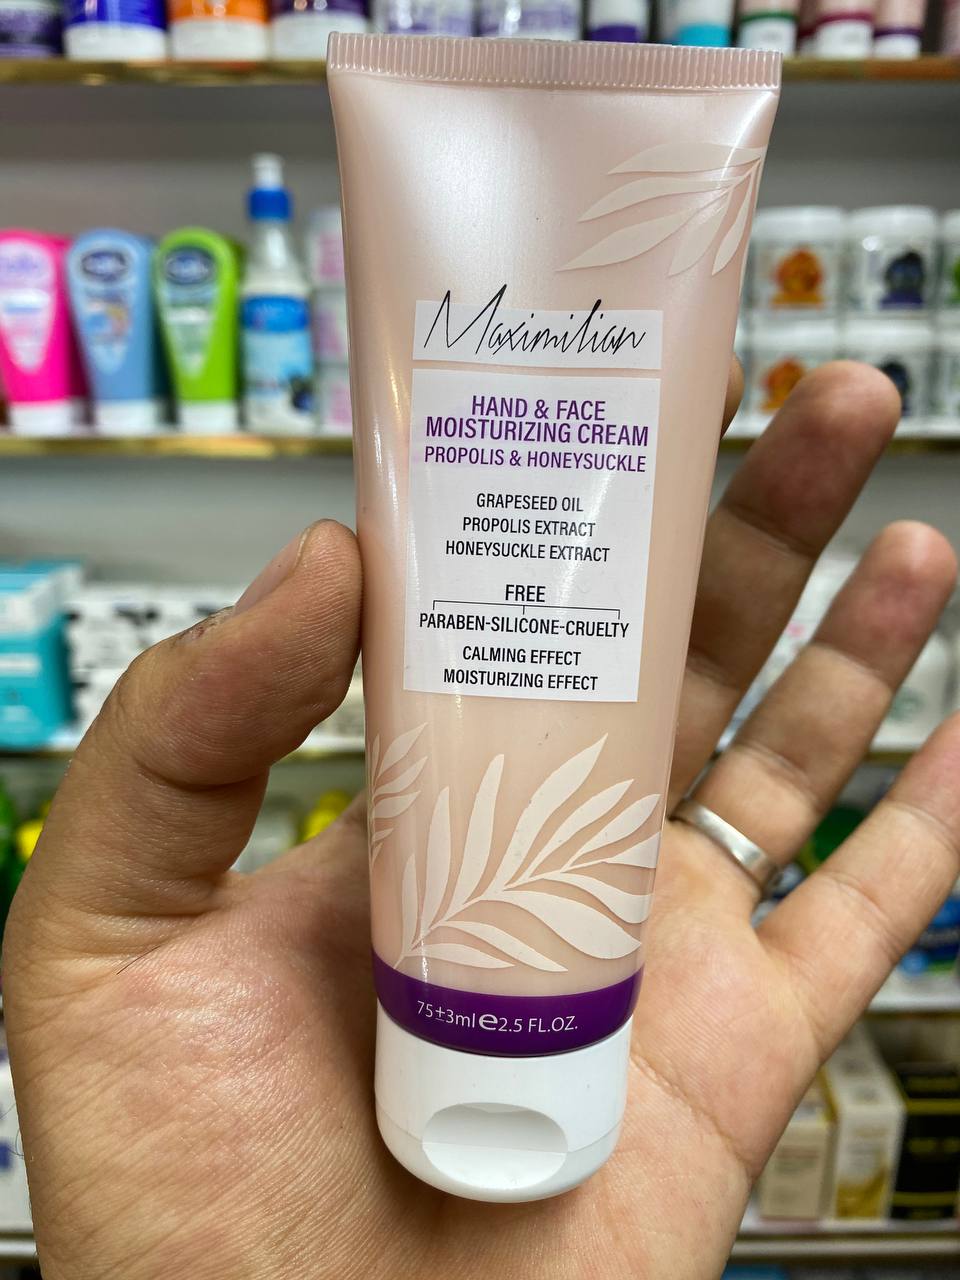 Maximilian
HAND & FACE
MOISTURIZING CREAM
PROPOLIS & HONEYSUCKLE
GRAPESEED OIL
PROPOLIS EXTRACT
HONEYSUCKLE EXTRACT
FREE
PARABEN-SILICONE-CRUELTY
CALMING EFFECT
MOISTURIZING EFFECT
75±3ml℮2.5 FL.OZ.